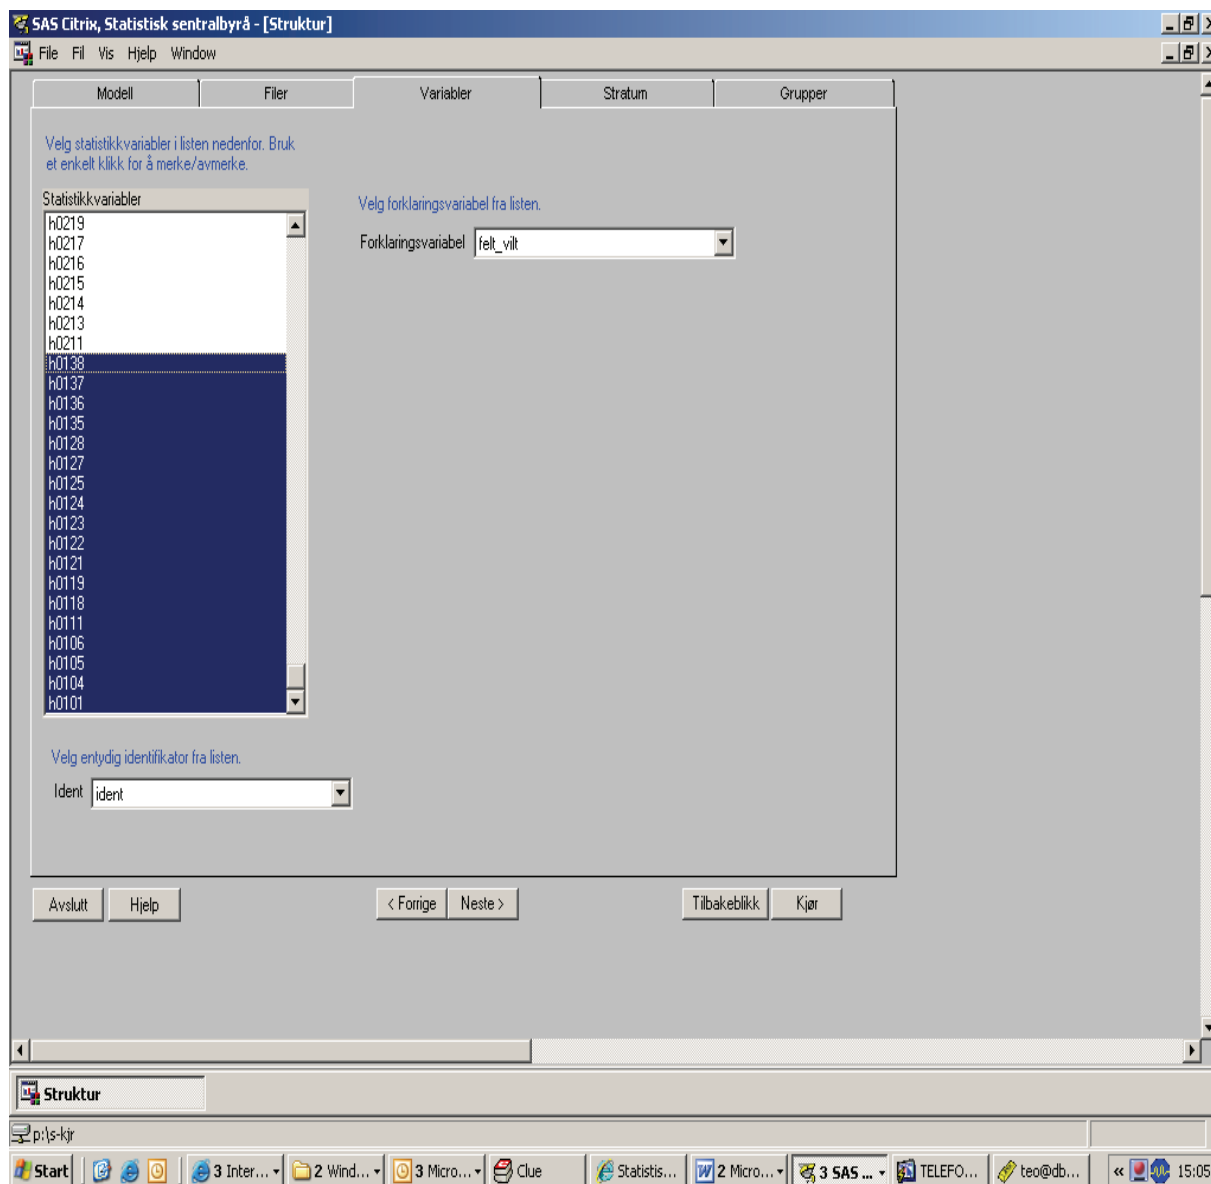 SAS Citrix, Statistisk sentralbyrå - [Struktur]
File Fil Vis Hjelp Window
Modell Filer Variabler Stratum Grupper
Velg statistikkvariabler i listen nedenfor. Bruk
et enkelt klikk for å merke/avmerke.
Statistikkvariabler
h0219
h0217
h0216
h0215
h0214
h0213
h0211
h0138
h0137
h0136
h0135
h0128
h0127
h0125
h0124
h0123
h0122
h0121
h0119
h0118
h0111
h0106
h0105
h0104
h0101
Velg forklaringsvariabel fra listen.
Forklaringsvariabel felt_vilt
Velg entydig identifikator fra listen.
Ident ident
Avslutt Hjelp < Forrige Neste > Tilbakeblikk Kjør
Struktur
p:\s-kjr
Start 3 Inter... 2 Wind... 3 Micro... Clue Statistis... 2 Micro... 3 SAS ... TELEFO... teo@db... « 15:05